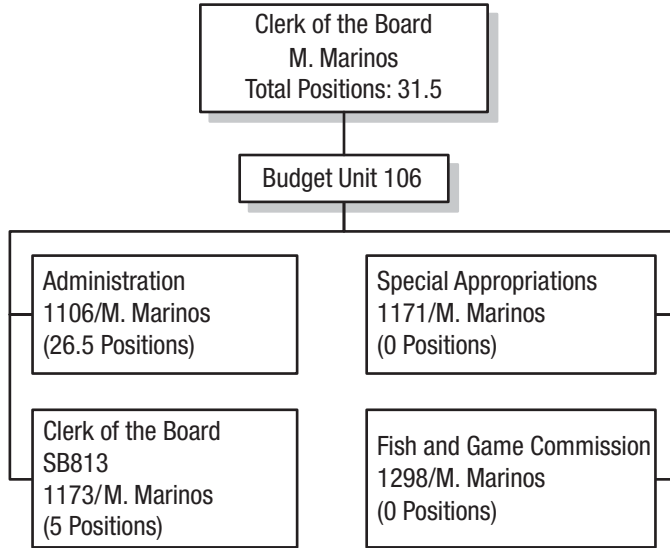 Clerk of the Board
M. Marinos
Total Positions: 31.5
Budget Unit 106
Administration
1106/M. Marinos
(26.5 Positions)
Special Appropriations
1171/M. Marinos
(0 Positions)
Clerk of the Board
SB813
1173/M. Marinos
(5 Positions)
Fish and Game Commission
1298/M. Marinos
(0 Positions)